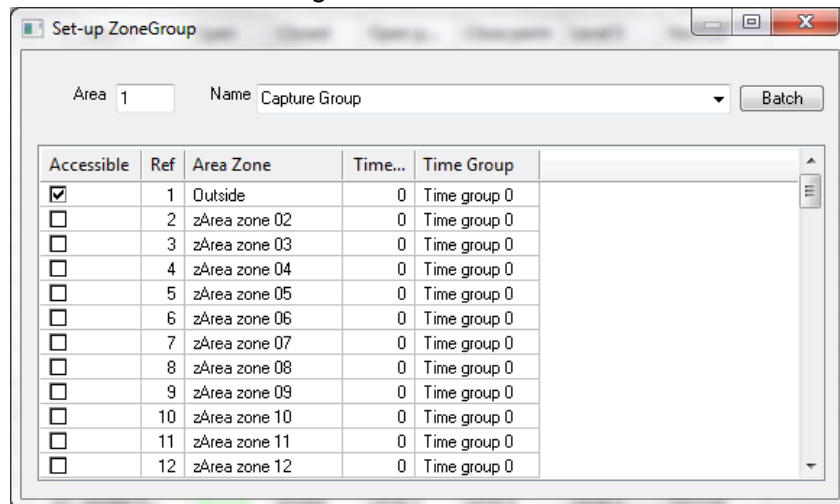 Set-up ZoneGroup
Area 1 Name Capture Group Batch
Accessible Ref Area Zone Time... Time Group
1 Outside 0 Time group 0
2 zArea zone 02 0 Time group 0
3 zArea zone 03 0 Time group 0
4 zArea zone 04 0 Time group 0
5 zArea zone 05 0 Time group 0
6 zArea zone 06 0 Time group 0
7 zArea zone 07 0 Time group 0
8 zArea zone 08 0 Time group 0
9 zArea zone 09 0 Time group 0
10 zArea zone 10 0 Time group 0
11 zArea zone 11 0 Time group 0
12 zArea zone 12 0 Time group 0